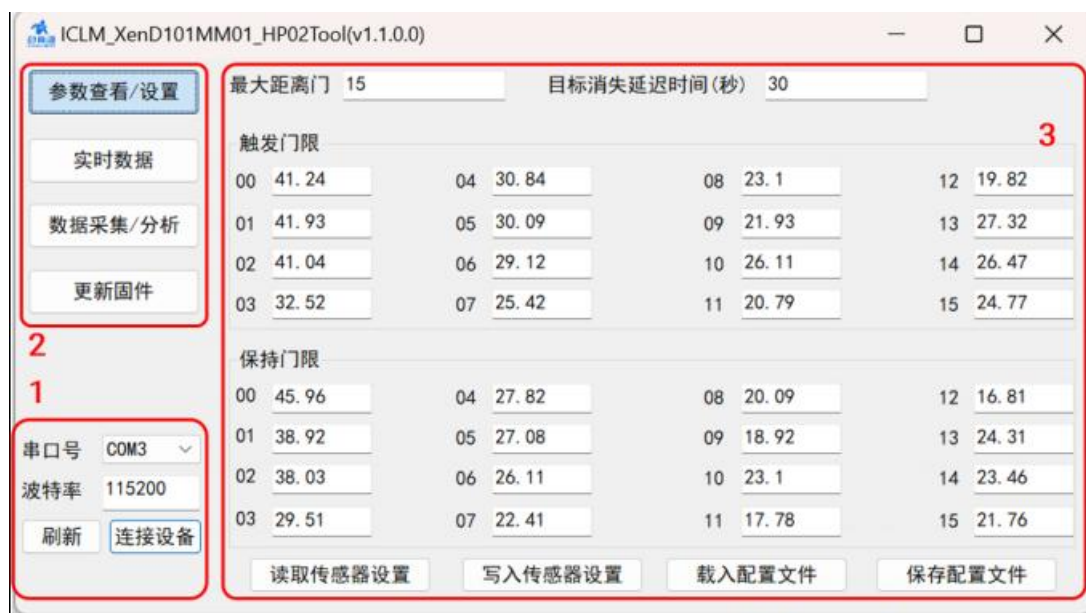 ICLM_XenD101MM01_HP02Tool(v1.1.0.0)
参数查看/设置
实时数据
数据采集/分析
更新固件
2
1
串口号 COM3
波特率 115200
刷新 连接设备
最大距离门 15 目标消失延迟时间(秒) 30
3
触发门限
00 41.24 04 30.84 08 23.1 12 19.82
01 41.93 05 30.09 09 21.93 13 27.32
02 41.04 06 29.12 10 26.11 14 26.47
03 32.52 07 25.42 11 20.79 15 24.77
保持门限
00 45.96 04 27.82 08 20.09 12 16.81
01 38.92 05 27.08 09 18.92 13 24.31
02 38.03 06 26.11 10 23.1 14 23.46
03 29.51 07 22.41 11 17.78 15 21.76
读取传感器设置 写入传感器设置 载入配置文件 保存配置文件